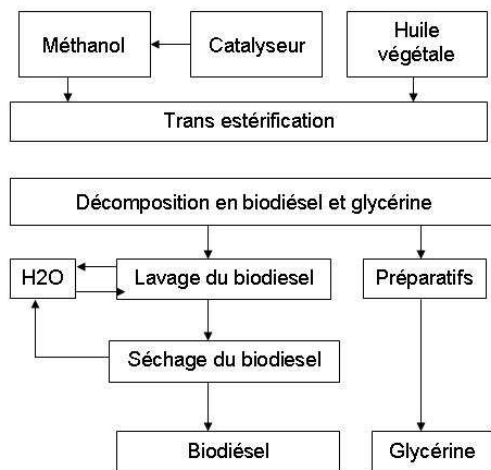 Méthanol
Catalyseur
Huile
végétale
Trans estérification
Décomposition en biodiésel et glycérine
H2O
Lavage du biodiesel
Préparatifs
Séchage du biodiesel
Biodiésel
Glycérine